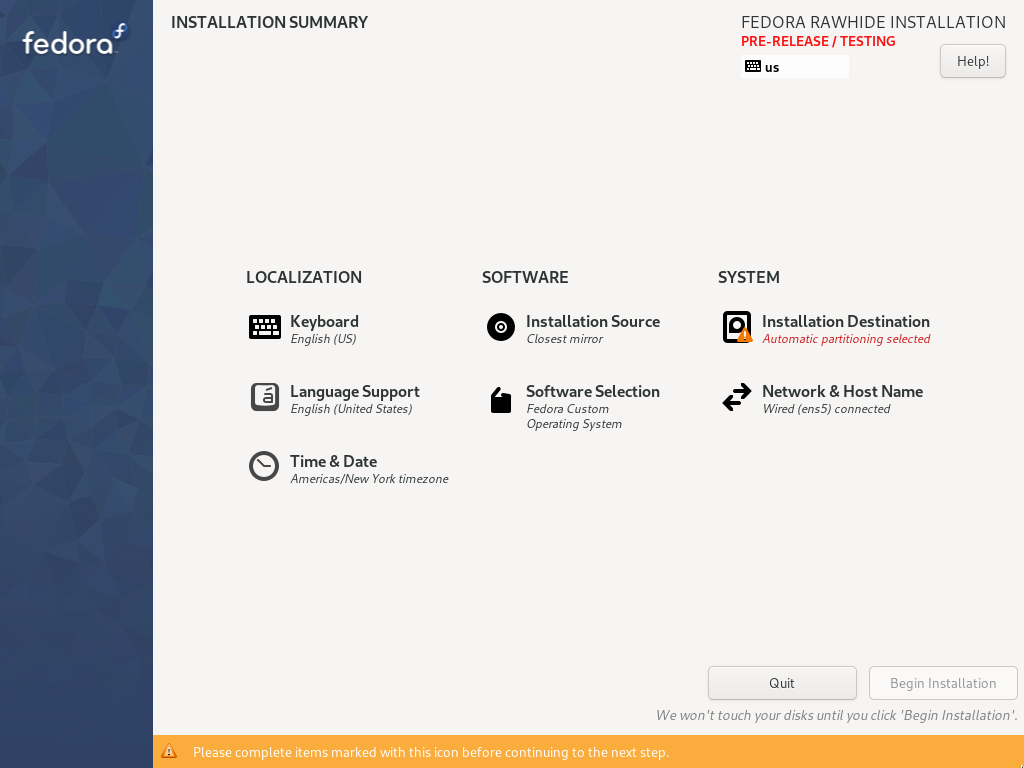 fedora
INSTALLATION SUMMARY
FEDORA RAWHIDE INSTALLATION
PRE-RELEASE / TESTING
us
Help!
LOCALIZATION
Keyboard
English (US)
Language Support
English (United States)
Time & Date
Americas/New York timezone
SOFTWARE
Installation Source
Closest mirror
Software Selection
Fedora Custom
Operating System
SYSTEM
Installation Destination
Automatic partitioning selected
Network & Host Name
Wired (ens5) connected
Quit
Begin Installation
We won't touch your disks until you click 'Begin Installation'.
Please complete items marked with this icon before continuing to the next step.